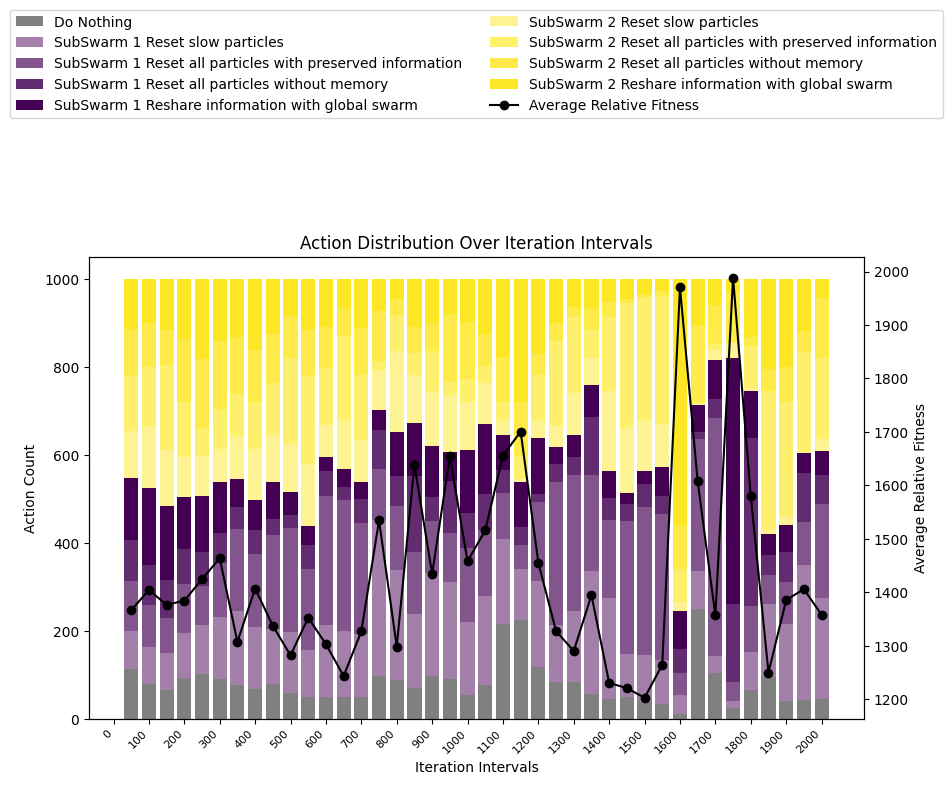 Do Nothing
SubSwarm 1 Reset slow particles
SubSwarm 1 Reset all particles with preserved information
SubSwarm 1 Reset all particles without memory
SubSwarm 1 Reshare information with global swarm
SubSwarm 2 Reset slow particles
SubSwarm 2 Reset all particles with preserved information
SubSwarm 2 Reset all particles without memory
SubSwarm 2 Reshare information with global swarm
Average Relative Fitness
Action Distribution Over Iteration Intervals
Action Count
1000
800
600
400
200
0
2000
1900
1800
1700
1600
1500
1400
1300
1200
Average Relative Fitness
0 100 200 300 400 500 600 700 800 900 1000 1100 1200 1300 1400 1500 1600 1700 1800 1900 2000
Iteration Intervals